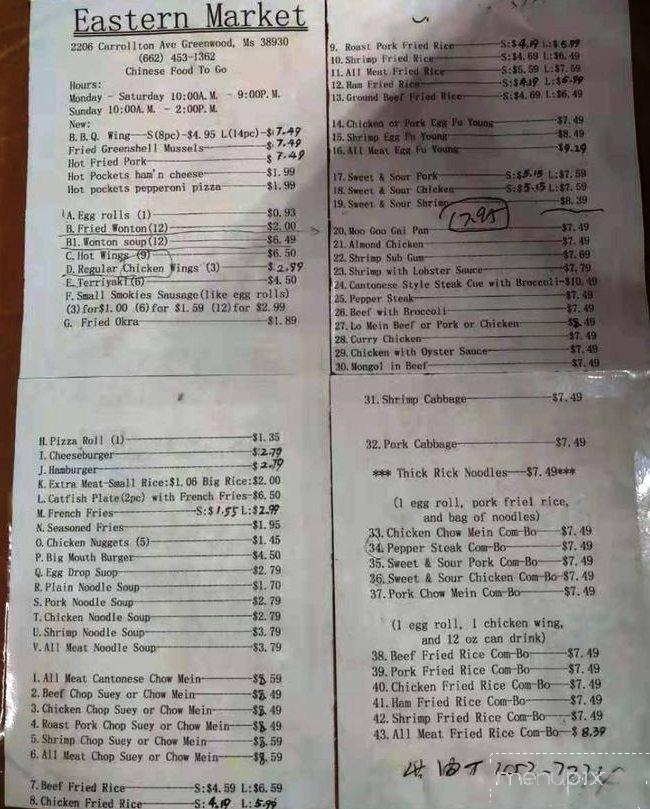 Eastern Market
2206 Carrollton Ave Greenwood, Ms 38930
(662) 453-1362
Chinese Food To Go
Hours:
Monday - Saturday 10:00A.M. - 9:00P.M.
Sunday 10:00A.M. - 2:00P.M.
New:
B.B.Q. Wing—S(8pc)-$4.95 L(14pc)-$7.49
Fried Greenshell Mussels—$7.49
Hot Fried Pork—$7.49
Hot Pockets ham'n cheese—$1.99
Hot pockets pepperoni pizza—$1.99
A. Egg rolls (1)—$0.93
B. Fried Wonton(12)—$2.00
B1. Wonton soup(12)—$6.49
C. Hot Wings (9)—$6.50
D. Regular Chicken Wings (3)—$2.99
E. Terriyaki(6)—$4.50
F. Small Smokies Sausage(like egg rolls)
(3)for$1.00 (6)for $1.59 (12)for $2.99
G. Fried Okra—$1.89
H. Pizza Roll (1)—$1.35
I. Cheeseburger—$2.79
J. Hamburger—$2.79
K. Extra Meat-Small Rice:$1.06 Big Rice:$2.00
L. Catfish Plate(2pc) with French Fries-$6.50
M. French Fries—S:$1.55 L:$2.99
N. Seasoned Fries—$1.95
O. Chicken Nuggets (5)—$1.45
P. Big Mouth Burger—$4.50
Q. Egg Drop Suop—$2.79
R. Plain Noodle Soup—$1.70
S. Pork Noodle Soup—$2.79
T. Chicken Noodle Soup—$2.79
U. Shrimp Noodle Soup—$3.79
V. All Meat Noodle Soup—$3.79
1. All Meat Cantonese Chow Mein—$8.59
2. Beef Chop Suey or Chow Mein—$8.49
3. Chicken Chop Suey or Chow Mein—$8.49
4. Roast Pork Chop Suey or Chow Mein—$8.49
5. Shrimp Chop Suey or Chow Mein—$8.59
6. All Meat Chop Suey or Chow Mein—$8.59
7. Beef Fried Rice—S:$4.59 L:$6.59
8. Chicken Fried Rice—S:4.19 L:5.99
9. Roast Pork Fried Rice—S:$4.19 L:$5.99
10. Shrimp Fried Rice—S:$4.69 L:$6.49
11. All Meat Fried Rice—S:$5.59 L:$7.59
12. Ham Fried Rice—S:$4.19 L:$5.99
13. Ground Beef Fried Rice—S:$4.69 L:$6.49
14. Chicken or Pork Egg Fu Young—$7.49
15. Shrimp Egg Fu Young—$8.49
16. All Meat Egg Fu Young—$9.29
17. Sweet & Sour Pork—S:$5.15 L:$7.59
18. Sweet & Sour Chicken—S:$5.15 L:$7.59
19. Sweet & Sour Shrimp—$8.39
12.95
20. Moo Goo Gai Pan—$7.49
21. Almond Chicken—$7.49
22. Shrimp Sub Gum—$7.69
23. Shrimp with Lobster Sauce—$7.79
24. Cantonese Style Steak Cue with Broccoli-$10.49
25. Pepper Steak—$7.49
26. Beef with Broccoli—$7.49
27. Lo Mein Beef or Pork or Chicken—$8.49
28. Curry Chicken—$7.49
29. Chicken with Oyster Sauce—$7.49
30. Mongol in Beef—$7.49
31. Shrimp Cabbage—$7.49
32. Pork Cabbage—$7.49
*** Thick Rick Noodles—$7.49***
(1 egg roll, pork friel rice,
and bag of noodles)
33. Chicken Chow Mein Com-Bo—$7.49
34. Pepper Steak Com-Bo—$7.49
35. Sweet & Sour Pork Com-Bo—$7.49
36. Sweet & Sour Chicken Com-Bo-$7.49
37. Pork Chow Mein Com-Bo—$7.49
(1 egg roll, 1 chicken wing,
and 12 oz can drink)
38. Beef Fried Rice Com-Bo—$7.49
39. Pork Fried Rice Com-Bo—$7.49
40. Chicken Fried Rice Com-Bo—$7.49
41. Ham Fried Rice Com-Bo—$7.49
42. Shrimp Fried Rice Com-Bo—$7.49
43. All Meat Fried Rice Com-Bo—$8.39
menupix